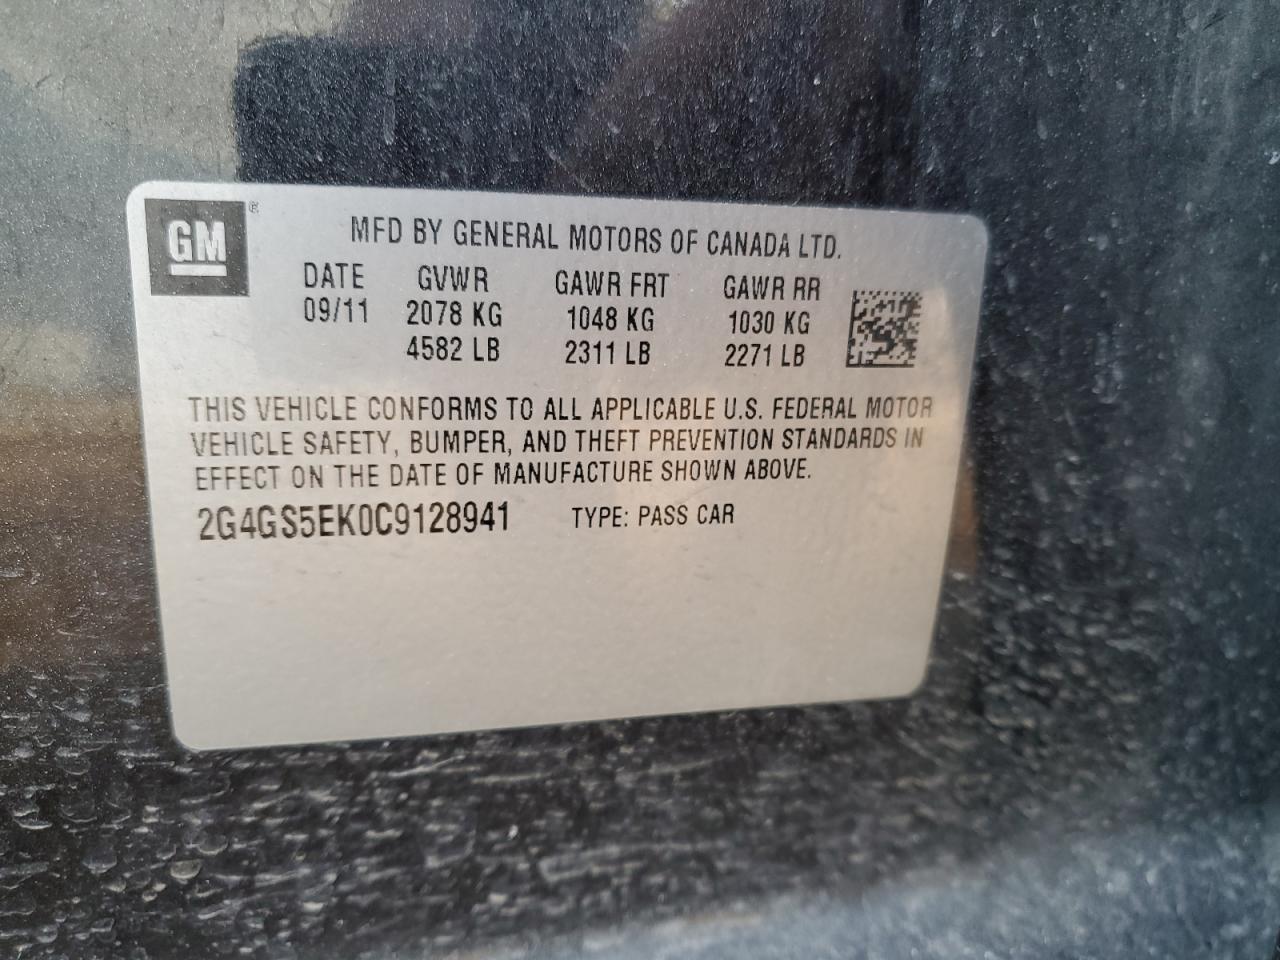 GM®
MFD BY GENERAL MOTORS OF CANADA LTD.
DATE GVWR GAWR FRT GAWR RR
09/11 2078 KG 1048 KG 1030 KG
4582 LB 2311 LB 2271 LB
THIS VEHICLE CONFORMS TO ALL APPLICABLE U.S. FEDERAL MOTOR
VEHICLE SAFETY, BUMPER, AND THEFT PREVENTION STANDARDS IN
EFFECT ON THE DATE OF MANUFACTURE SHOWN ABOVE.
2G4GS5EK0C9128941 TYPE: PASS CAR